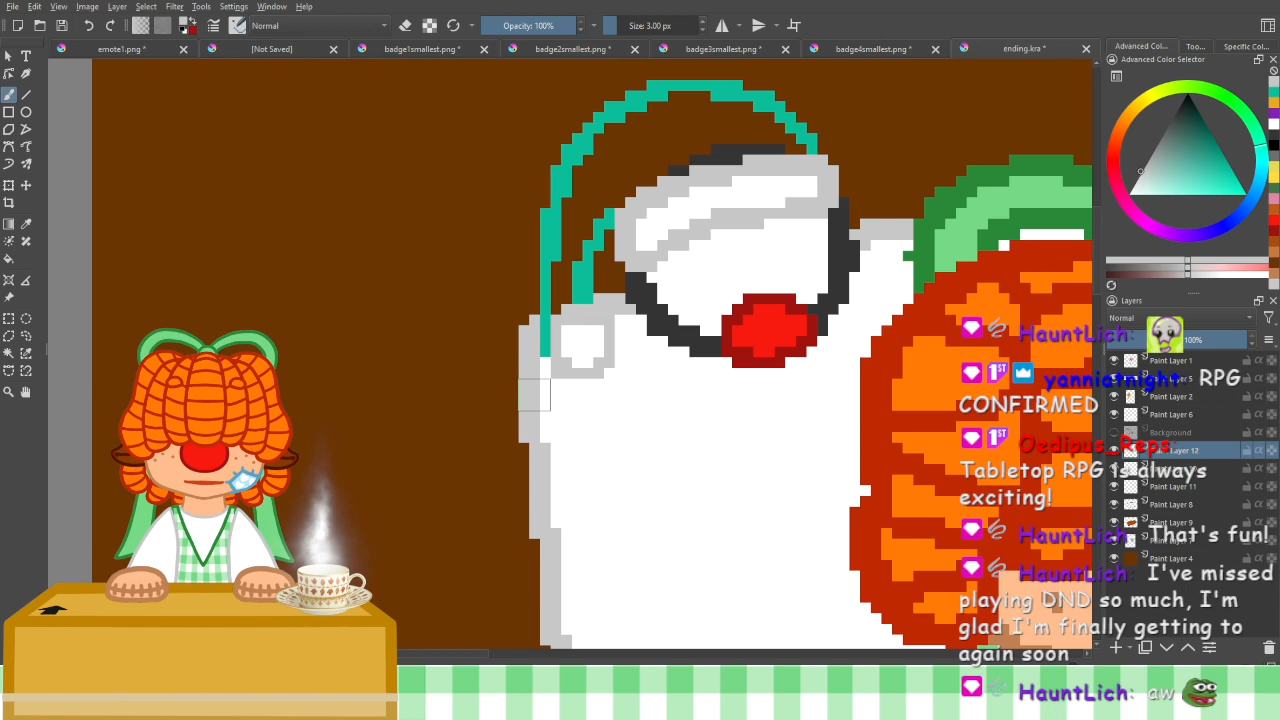 File Edit View Image Layer Select Filter Tools Settings Window Help
Normal Opacity: 100% Size: 3.00 px
emote1.png * [Not Saved] badge1smallest.png * badge2smallest.png * badge3smallest.png * badge4smallest.png * ending.kra *
Advanced Col... Too... Specific Col...
Advanced Color Selector
Layers
Normal
100%
Paint Layer 1
Paint Layer 2
Paint Layer 6
Background
Layer 12
Paint Layer 11
Paint Layer 8
Paint Layer 9
Paint Layer 4
HauntLich:
1ST yanniatnight: RPG
CONFIRMED
1ST Oedipus_Reps:
Tabletop RPG is always
exciting!
HauntLich: That's fun!
HauntLich: I've missed
playing DND so much, I'm
glad I'm finally getting to
again soon
HauntLich: aw